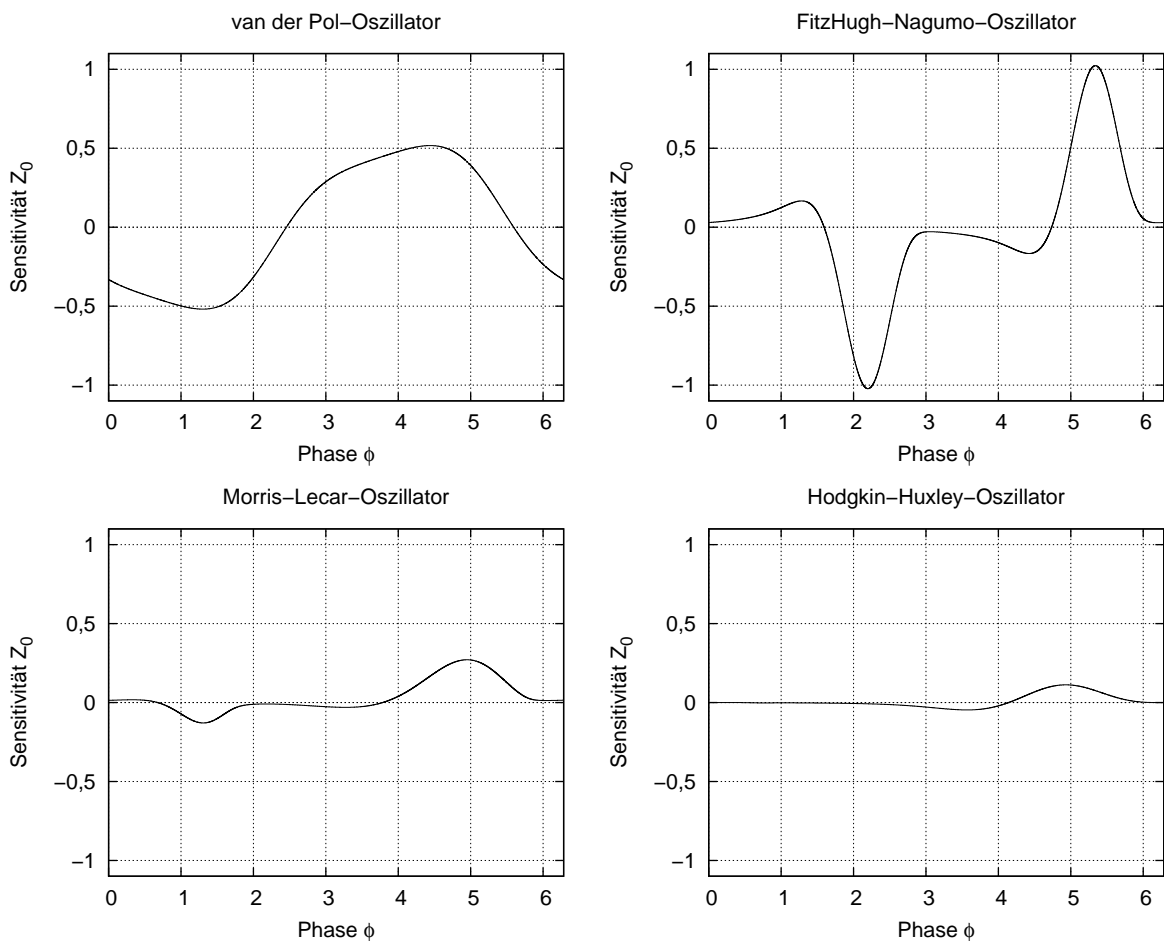 van der Pol−Oszillator
1
0,5
0
−0,5
−1
Sensitivität Z0
0 1 2 3 4 5 6
Phase ϕ
FitzHugh−Nagumo−Oszillator
1
0,5
0
−0,5
−1
Sensitivität Z0
0 1 2 3 4 5 6
Phase ϕ
Morris−Lecar−Oszillator
1
0,5
0
−0,5
−1
Sensitivität Z0
0 1 2 3 4 5 6
Phase ϕ
Hodgkin−Huxley−Oszillator
1
0,5
0
−0,5
−1
Sensitivität Z0
0 1 2 3 4 5 6
Phase ϕ